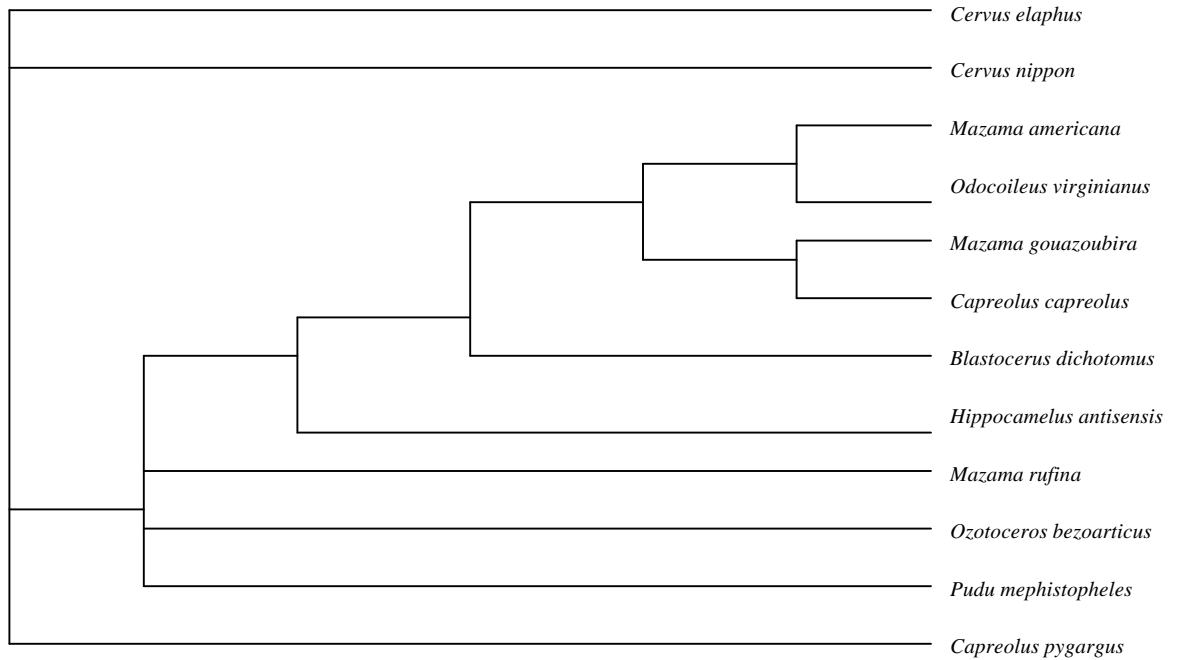 Cervus elaphus
Cervus nippon
Mazama americana
Odocoileus virginianus
Mazama gouazoubira
Capreolus capreolus
Blastocerus dichotomus
Hippocamelus antisensis
Mazama rufina
Ozotoceros bezoarticus
Pudu mephistopheles
Capreolus pygargus